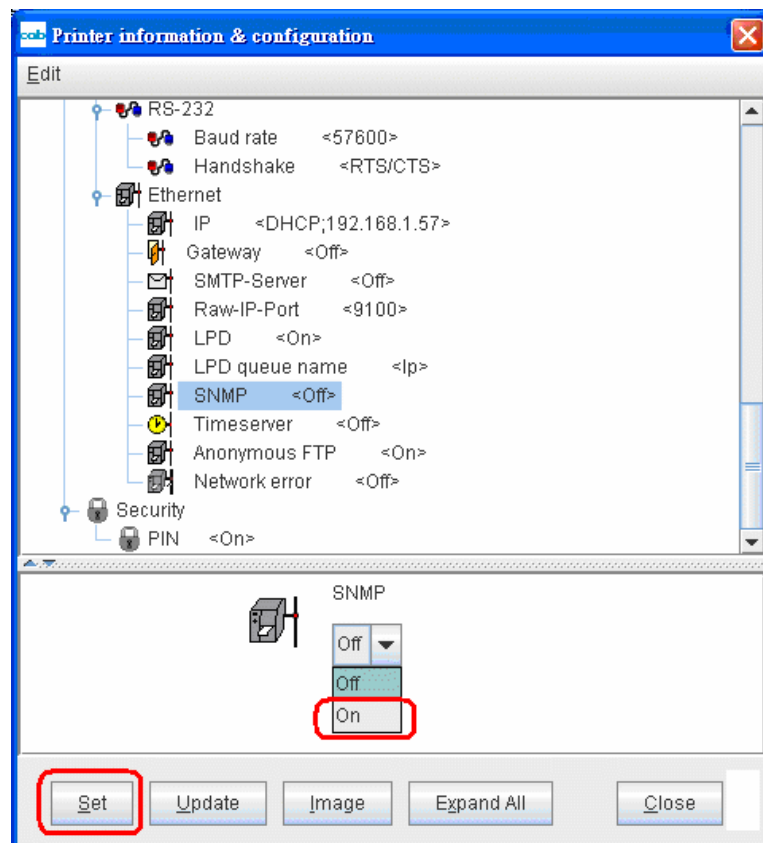 cab Printer information & configuration
Edit
RS-232
Baud rate <57600>
Handshake <RTS/CTS>
Ethernet
IP <DHCP;192.168.1.57>
Gateway <Off>
SMTP-Server <Off>
Raw-IP-Port <9100>
LPD <On>
LPD queue name <lp>
SNMP <Off>
Timeserver <Off>
Anonymous FTP <On>
Network error <Off>
Security
PIN <On>
SNMP
Off
Off
On
Set Update Image Expand All Close